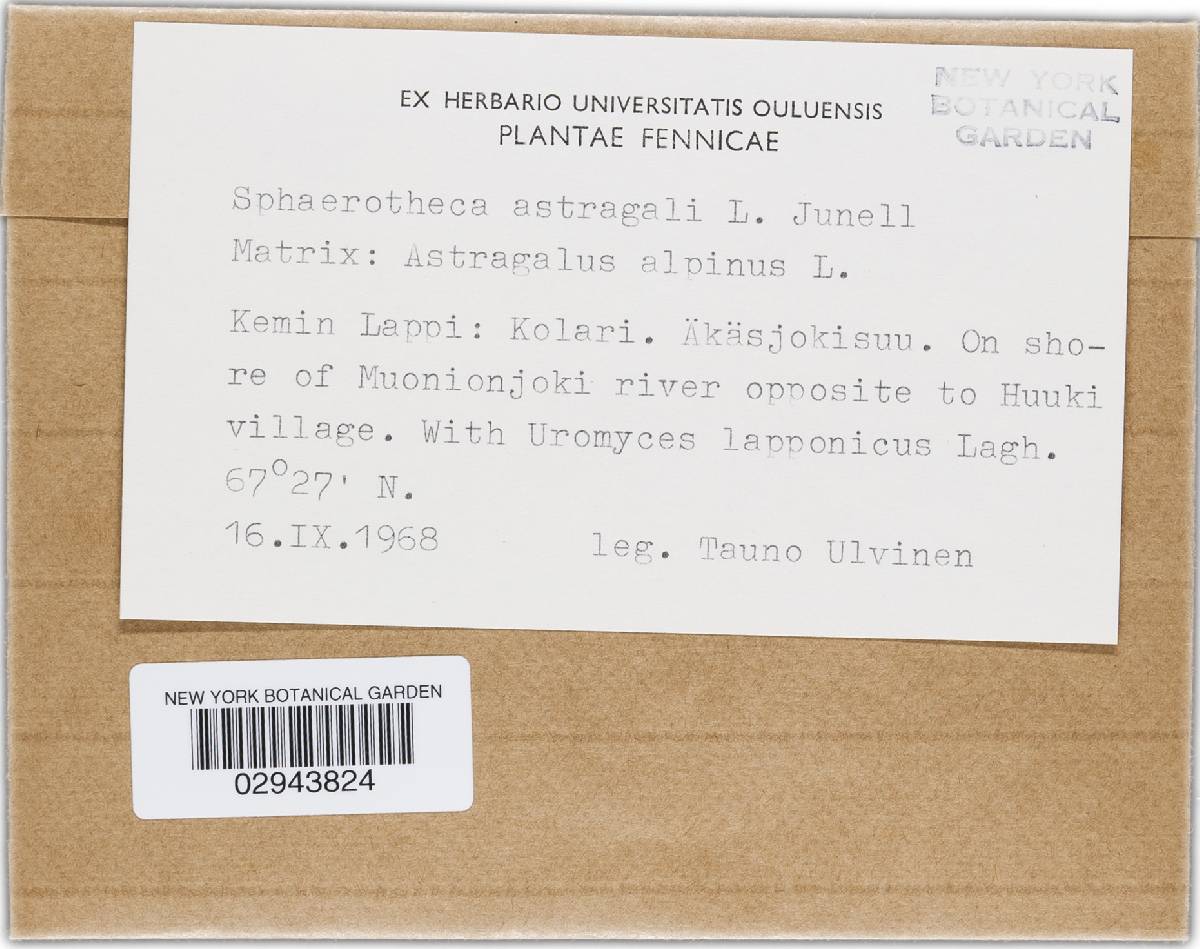 EX HERBARIO UNIVERSITATIS OULUENSIS
PLANTAE FENNICAE
NEW YORK
BOTANICAL
GARDEN
Sphaerotheca astragali L. Junell
Matrix: Astragalus alpinus L.
Kemin Lappi: Kolari. Äkäsjokisuu. On sho-
re of Muonionjoki river opposite to Huuki
village. With Uromyces lapponicus Lagh.
67°27' N.
16.IX.1968 leg. Tauno Ulvinen
NEW YORK BOTANICAL GARDEN
02943824